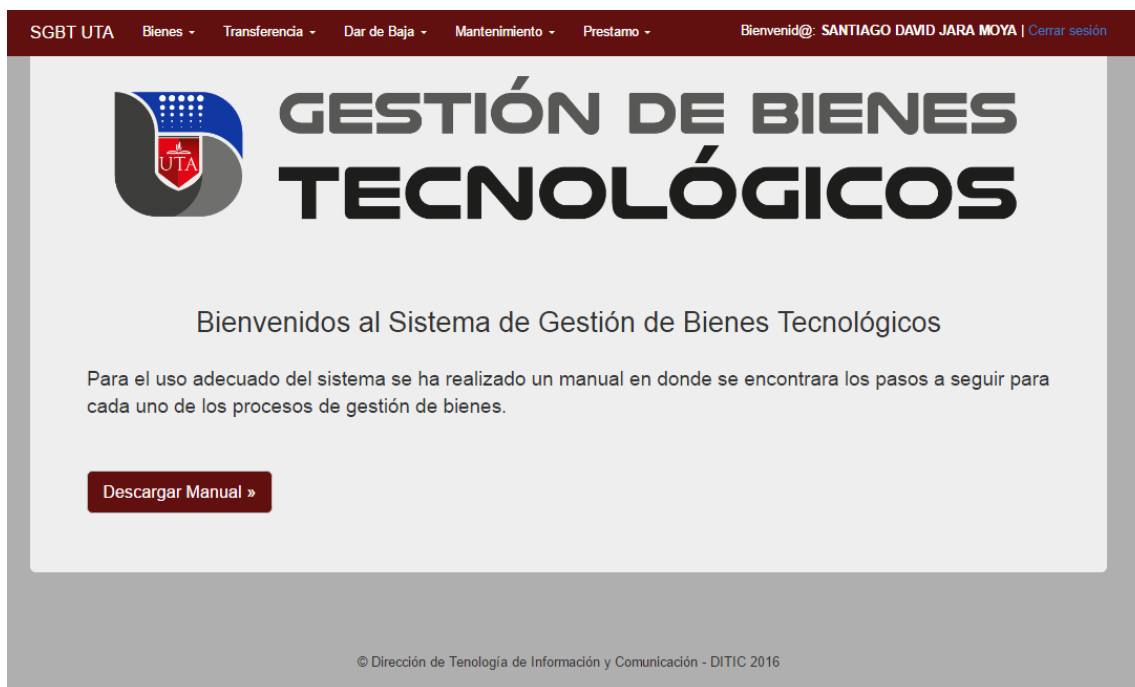 SGBT UTA Bienes Transferencia Dar de Baja Mantenimiento Prestamo Bienvenid@: SANTIAGO DAVID JARA MOYA | Cerrar sesión
UTA
GESTIÓN DE BIENES
TECNOLÓGICOS
Bienvenidos al Sistema de Gestión de Bienes Tecnológicos
Para el uso adecuado del sistema se ha realizado un manual en donde se encontrara los pasos a seguir para
cada uno de los procesos de gestión de bienes.
Descargar Manual »
© Dirección de Tenología de Información y Comunicación - DITIC 2016